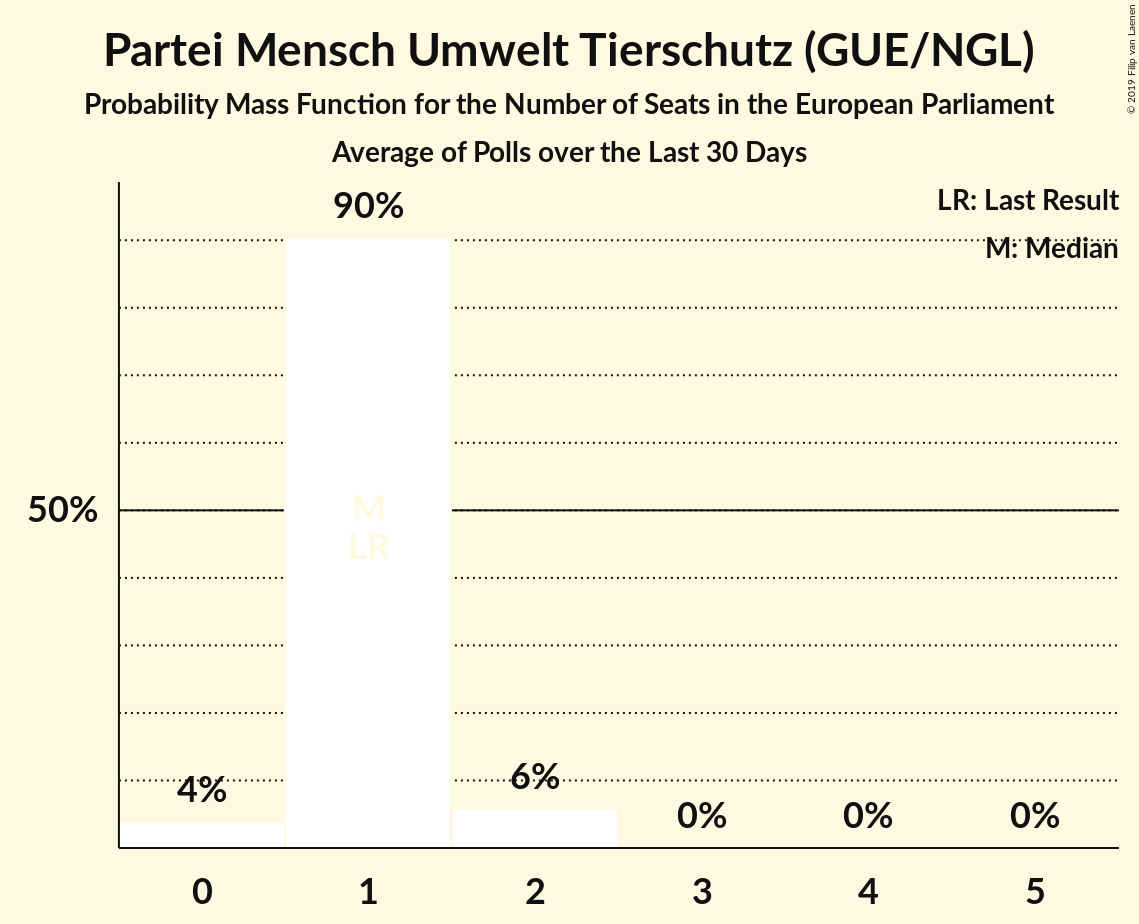 Partei Mensch Umwelt Tierschutz (GUE/NGL)
Probability Mass Function for the Number of Seats in the European Parliament
Average of Polls over the Last 30 Days
© 2019 Filip van Laenen
LR: Last Result
M: Median
90%
50%
M
LR
4%
6%
0%
0%
0%
0
1
2
3
4
5